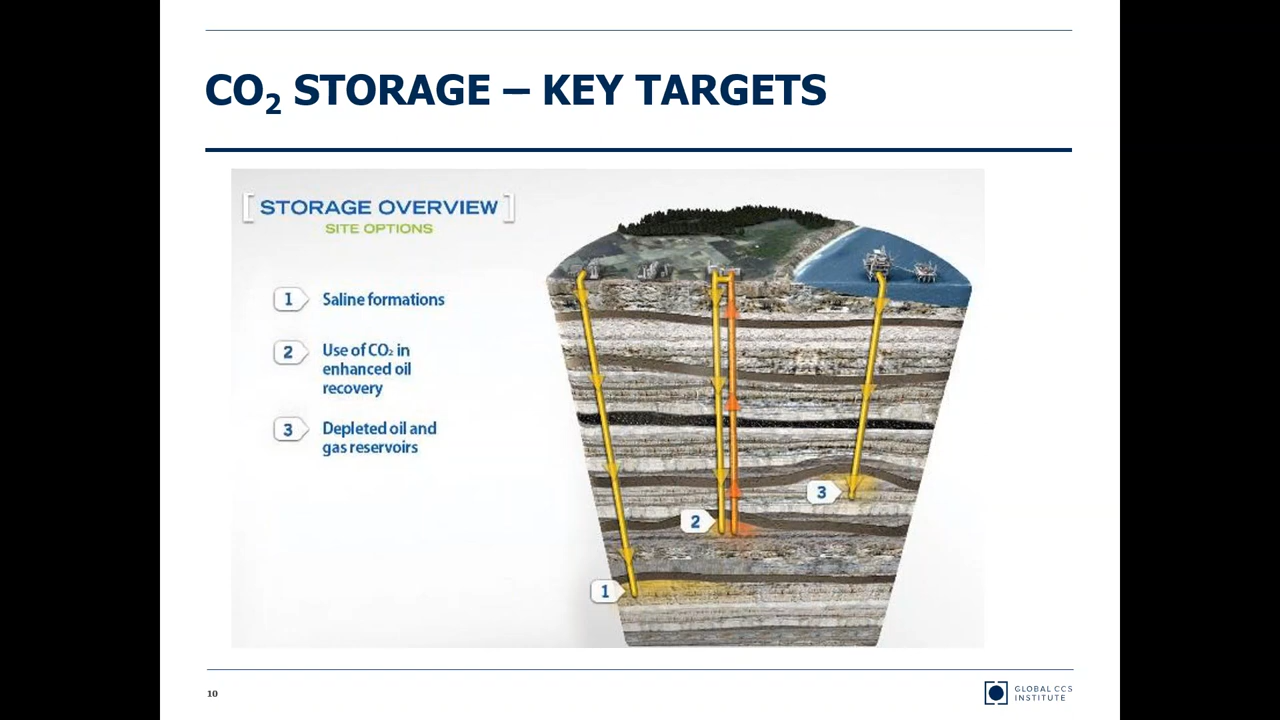 CO₂ STORAGE – KEY TARGETS
[ STORAGE OVERVIEW ]
SITE OPTIONS
1 Saline formations
2 Use of CO₂ in
enhanced oil
recovery
3 Depleted oil and
gas reservoirs
3
2
1
10
GLOBAL CCS
INSTITUTE